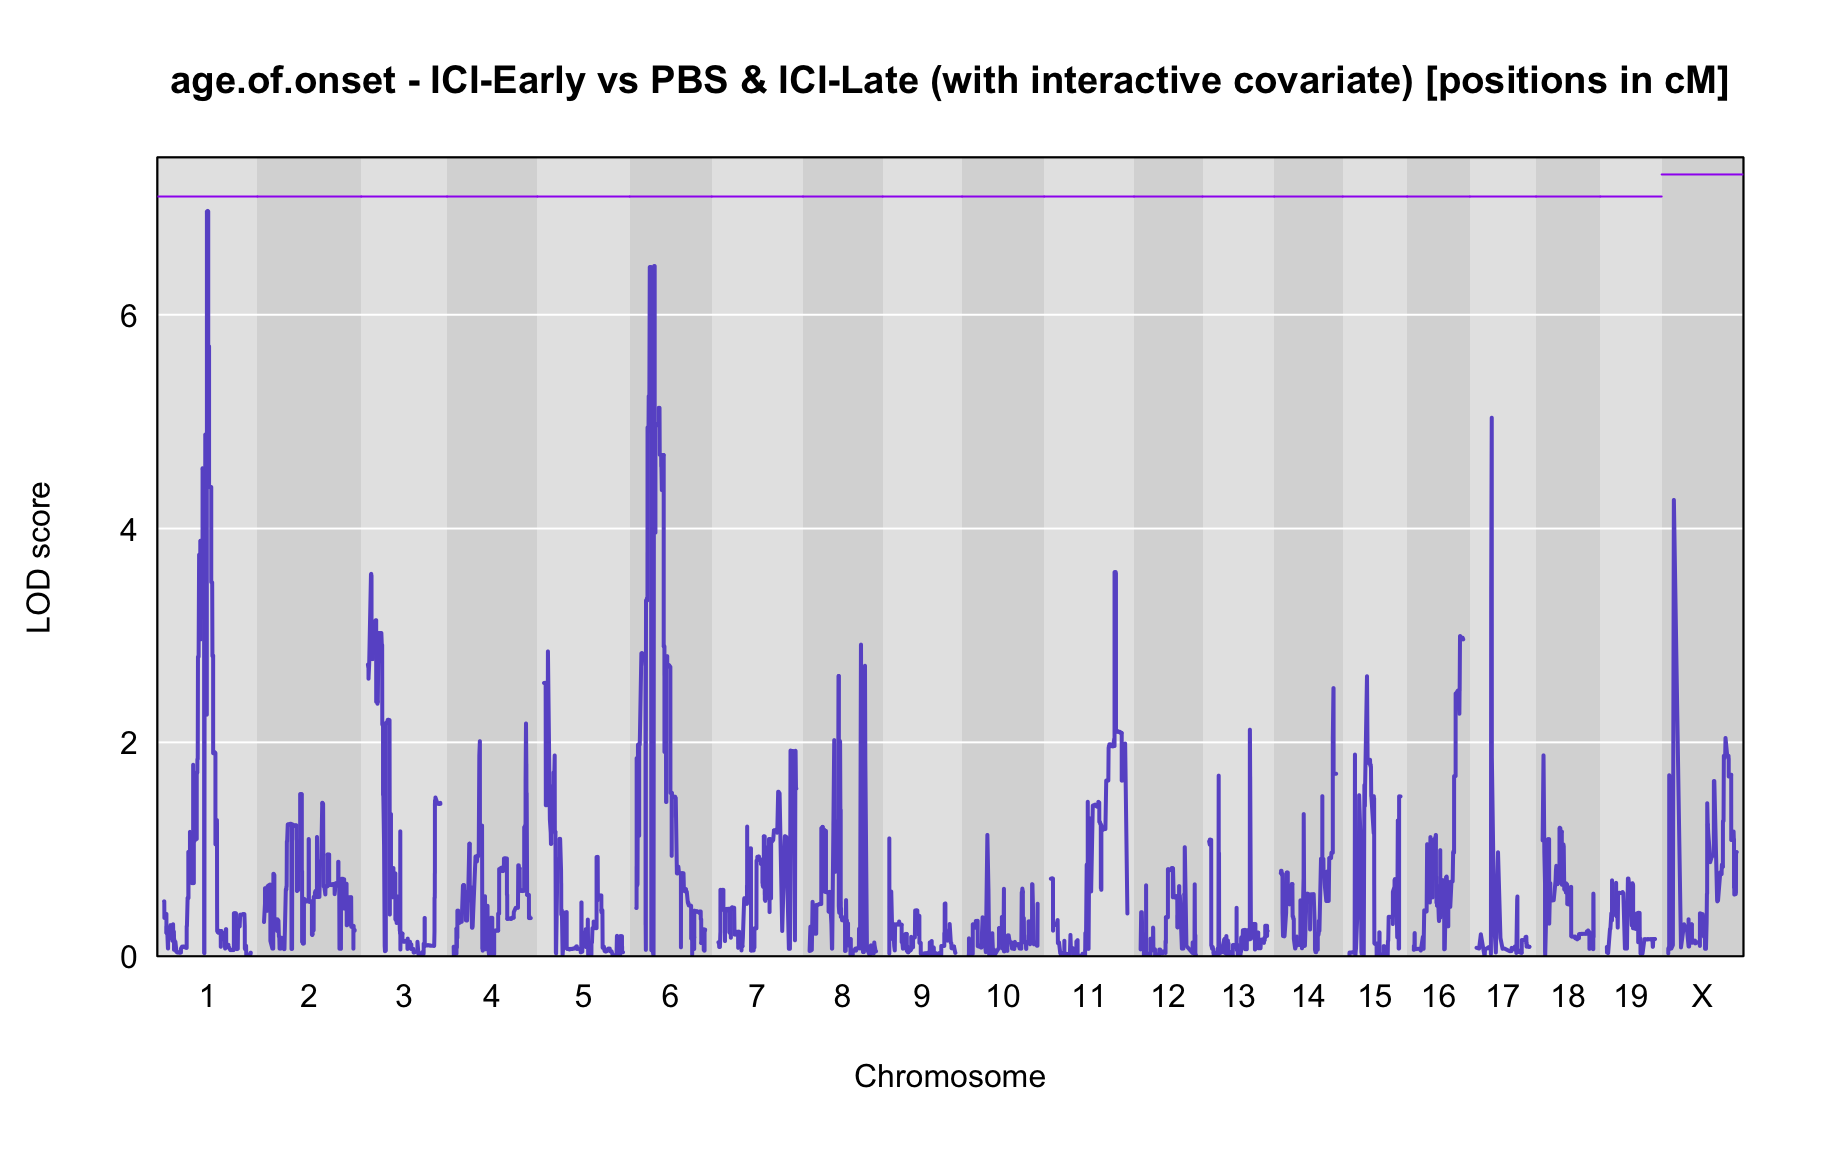 age.of.onset - ICI-Early vs PBS & ICI-Late (with interactive covariate) [positions in cM]
6
4
2
0
LOD score
1 2 3 4 5 6 7 8 9 10 11 12 13 14 15 16 17 18 19 X
Chromosome